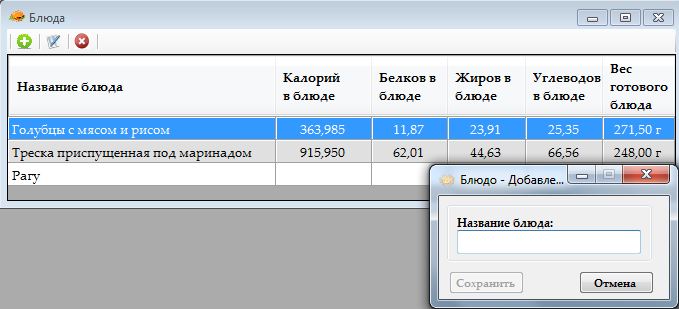 Блюда
Название блюда
Калорий в блюде
Белков в блюде
Жиров в блюде
Углеводов в блюде
Вес готового блюда
Голубцы с мясом и рисом 363,985 11,87 23,91 25,35 271,50 г
Треска приспущенная под маринадом 915,950 62,01 44,63 66,56 248,00 г
Рагу
Блюдо - Добавле...
Название блюда:
Сохранить Отмена